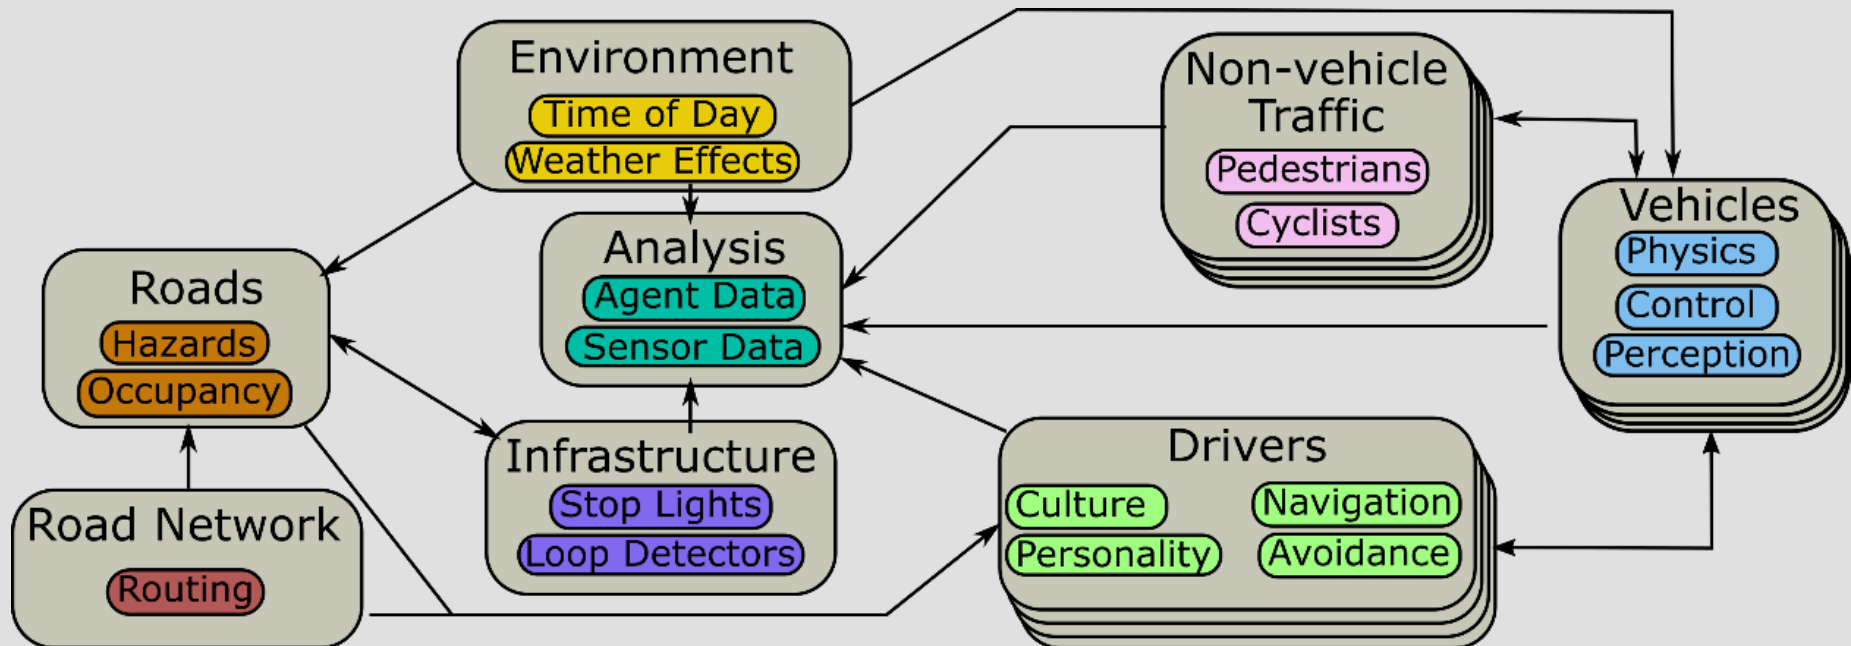 Environment
Time of Day
Weather Effects
Non-vehicle
Traffic
Pedestrians
Cyclists
Vehicles
Physics
Control
Perception
Analysis
Agent Data
Sensor Data
Roads
Hazards
Occupancy
Infrastructure
Stop Lights
Loop Detectors
Drivers
Culture
Personality
Navigation
Avoidance
Road Network
Routing